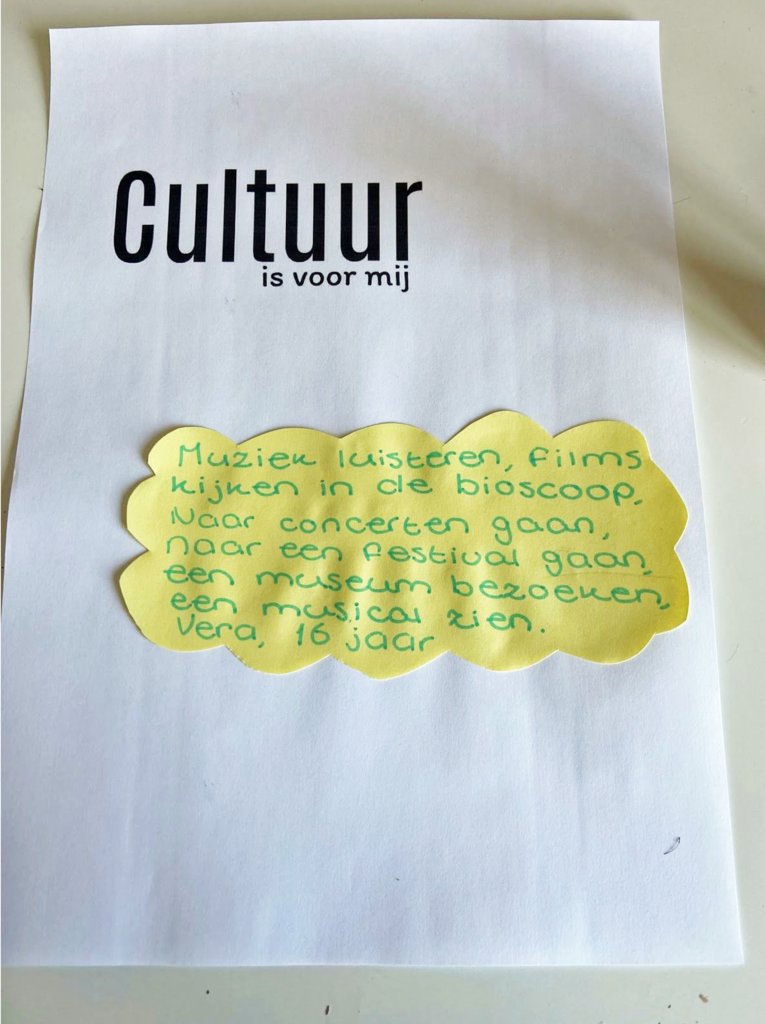 Cultuur
is voor mij
Muziek luisteren, films
kijken in de bioscoop,
Naar concerten gaan,
naar een festival gaan,
een museum bezoeken,
een musical zien.
Vera, 16 jaar